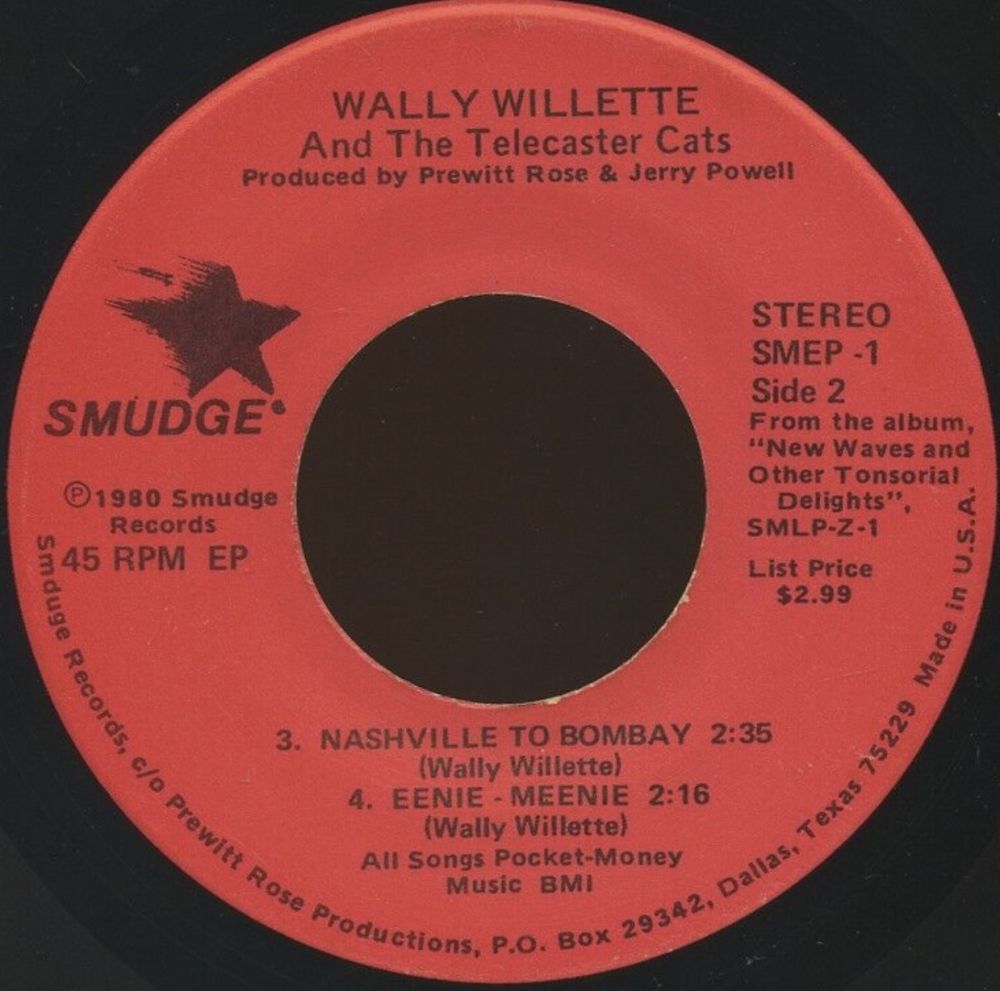 WALLY WILLETTE
And The Telecaster Cats
Produced by Prewitt Rose & Jerry Powell
SMUDGE
℗1980 Smudge
Records
45 RPM EP
STEREO
SMEP -1
Side 2
From the album,
"New Waves and
Other Tonsorial
Delights",
SMLP-Z-1
List Price
$2.99
3. NASHVILLE TO BOMBAY 2:35
(Wally Willette)
4. EENIE - MEENIE 2:16
(Wally Willette)
All Songs Pocket-Money
Music BMI
Smduge Records, c/o Prewitt Rose Productions, P.O. Box 29342, Dallas, Texas 75229 Made in U.S.A.